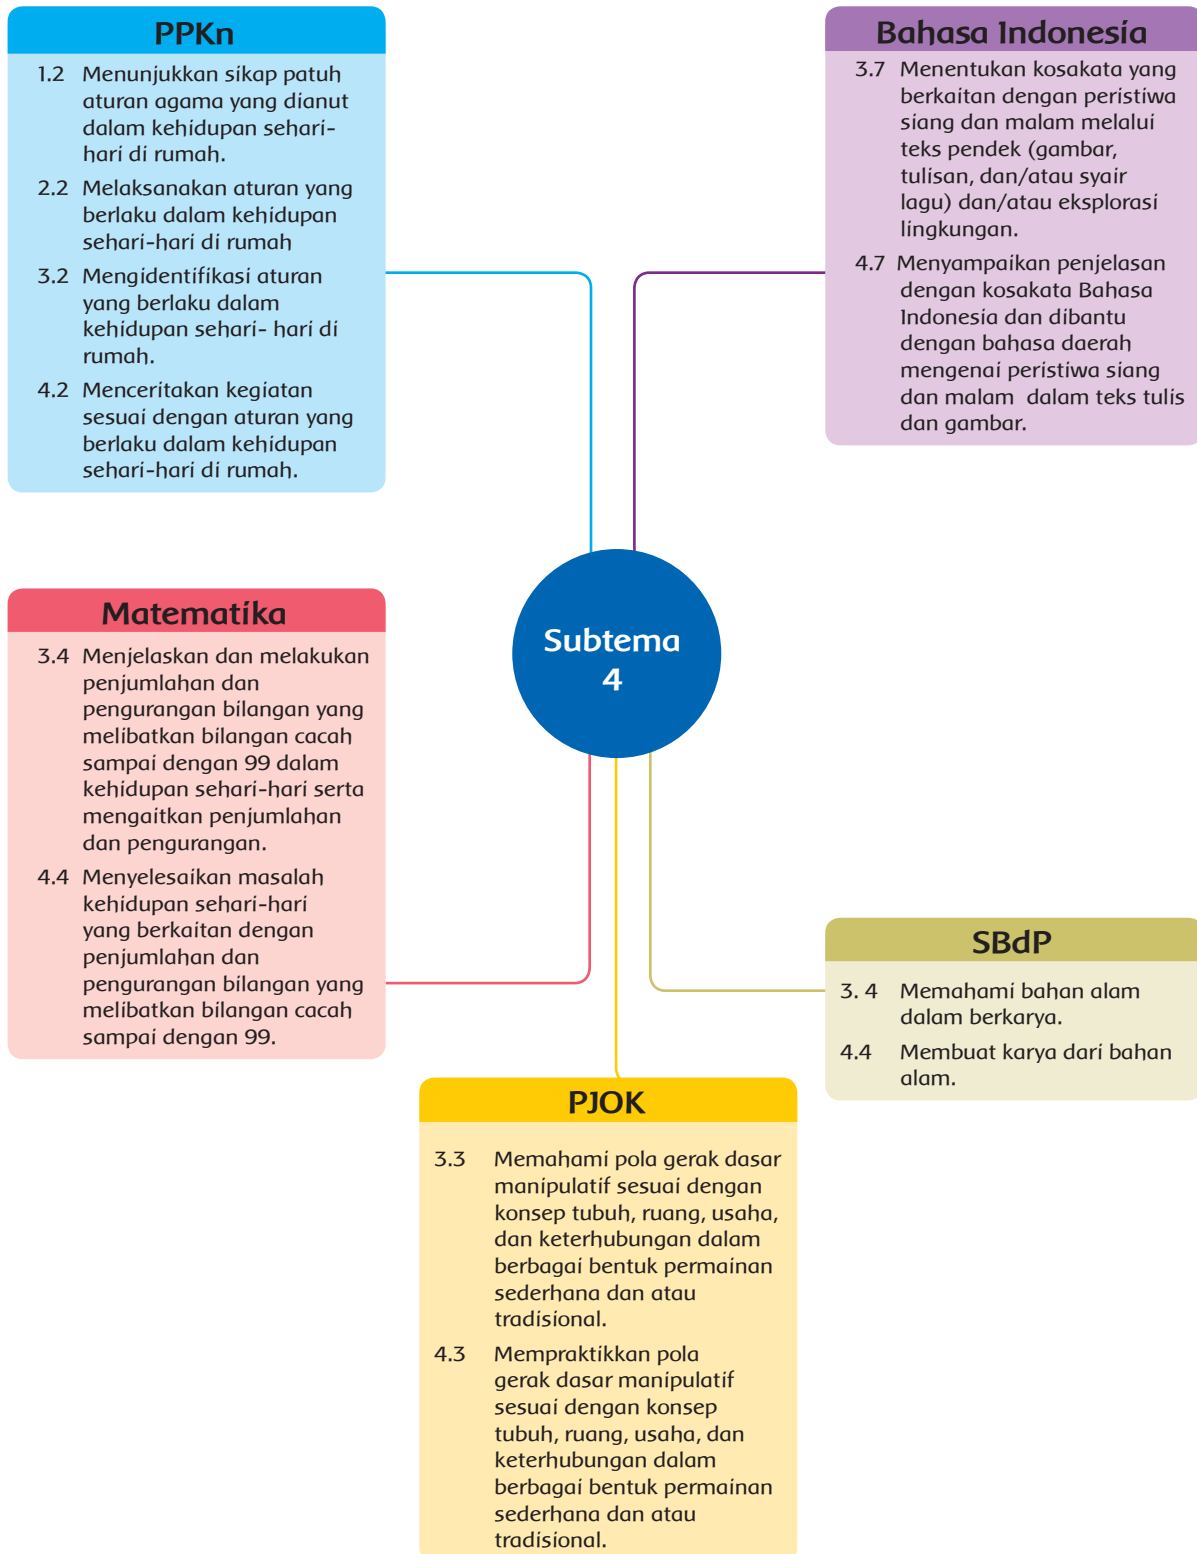 PPKn
1.2 Menunjukkan sikap patuh
aturan agama yang dianut
dalam kehidupan sehari-
hari di rumah.
2.2 Melaksanakan aturan yang
berlaku dalam kehidupan
sehari-hari di rumah
3.2 Mengidentifikasi aturan
yang berlaku dalam
kehidupan sehari- hari di
rumah.
4.2 Menceritakan kegiatan
sesuai dengan aturan yang
berlaku dalam kehidupan
sehari-hari di rumah.
Bahasa Indonesia
3.7 Menentukan kosakata yang
berkaitan dengan peristiwa
siang dan malam melalui
teks pendek (gambar,
tulisan, dan/atau syair
lagu) dan/atau eksplorasi
lingkungan.
4.7 Menyampaikan penjelasan
dengan kosakata Bahasa
Indonesia dan dibantu
dengan bahasa daerah
mengenai peristiwa siang
dan malam dalam teks tulis
dan gambar.
Subtema
4
Matematika
3.4 Menjelaskan dan melakukan
penjumlahan dan
pengurangan bilangan yang
melibatkan bilangan cacah
sampai dengan 99 dalam
kehidupan sehari-hari serta
mengaitkan penjumlahan
dan pengurangan.
4.4 Menyelesaikan masalah
kehidupan sehari-hari
yang berkaitan dengan
penjumlahan dan
pengurangan bilangan yang
melibatkan bilangan cacah
sampai dengan 99.
SBdP
3. 4 Memahami bahan alam
dalam berkarya.
4.4 Membuat karya dari bahan
alam.
PJOK
3.3 Memahami pola gerak dasar
manipulatif sesuai dengan
konsep tubuh, ruang, usaha,
dan keterhubungan dalam
berbagai bentuk permainan
sederhana dan atau
tradisional.
4.3 Mempraktikkan pola
gerak dasar manipulatif
sesuai dengan konsep
tubuh, ruang, usaha, dan
keterhubungan dalam
berbagai bentuk permainan
sederhana dan atau
tradisional.